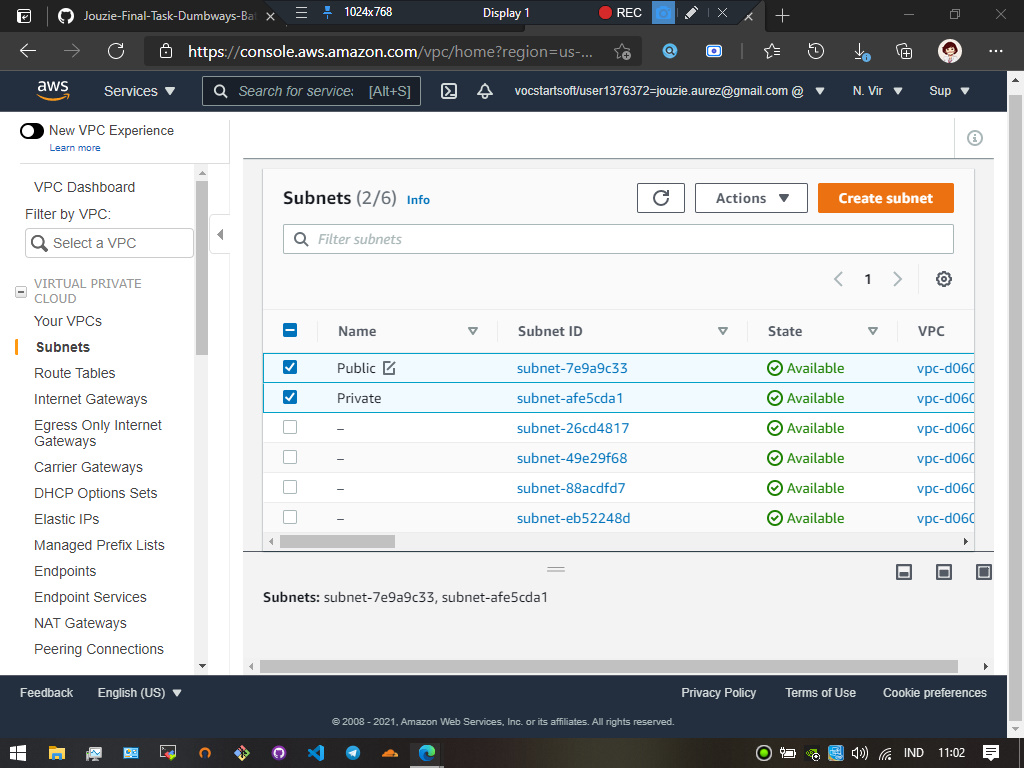 Jouzie-Final-Task-Dumbways-Bat
1024x768
Display 1
REC
https://console.aws.amazon.com/vpc/home?region=us-...
aws
Services
Search for services
[Alt+S]
vocstartsoft/user1376372=jouzie.aurez@gmail.com @
N. Vir
Sup
New VPC Experience
Learn more
VPC Dashboard
Filter by VPC:
Select a VPC
VIRTUAL PRIVATE
CLOUD
Your VPCs
Subnets
Route Tables
Internet Gateways
Egress Only Internet
Gateways
Carrier Gateways
DHCP Options Sets
Elastic IPs
Managed Prefix Lists
Endpoints
Endpoint Services
NAT Gateways
Peering Connections
Subnets (2/6) Info
Actions
Create subnet
Filter subnets
1
Name Subnet ID State VPC
Public subnet-7e9a9c33 Available vpc-d060
Private subnet-afe5cda1 Available vpc-d060
– subnet-26cd4817 Available vpc-d060
– subnet-49e29f68 Available vpc-d060
– subnet-88acdfd7 Available vpc-d060
– subnet-eb52248d Available vpc-d060
Subnets: subnet-7e9a9c33, subnet-afe5cda1
Feedback English (US) Privacy Policy Terms of Use Cookie preferences
© 2008 - 2021, Amazon Web Services, Inc. or its affiliates. All rights reserved.
IND 11:02